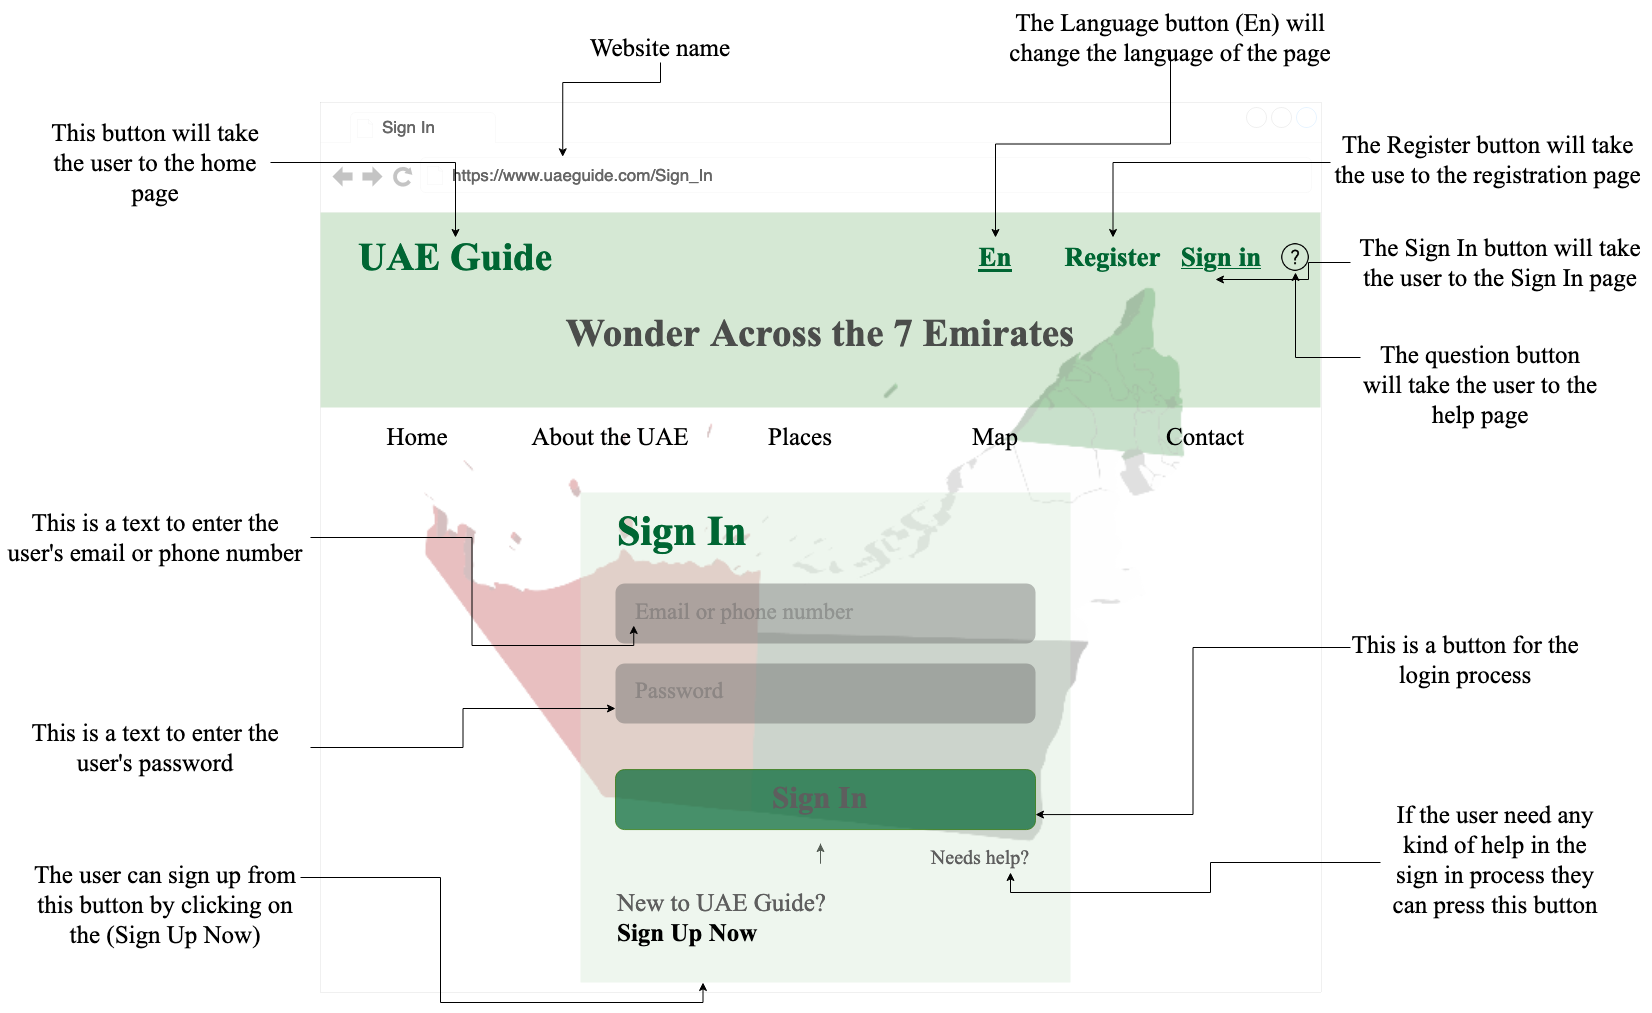 Website name
The Language button (En) will
change the language of the page
This button will take
the user to the home
page
Sign In
https://www.uaeguide.com/Sign_In
The Register button will take
the use to the registration page
UAE Guide
En
Register
Sign in
?
The Sign In button will take
the user to the Sign In page
Wonder Across the 7 Emirates
The question button
will take the user to the
help page
Home
About the UAE
Places
Map
Contact
This is a text to enter the
user's email or phone number
Sign In
Email or phone number
This is a button for the
login process
Password
This is a text to enter the
user's password
Sign In
If the user need any
kind of help in the
sign in process they
can press this button
Needs help?
The user can sign up from
this button by clicking on
the (Sign Up Now)
New to UAE Guide?
Sign Up Now